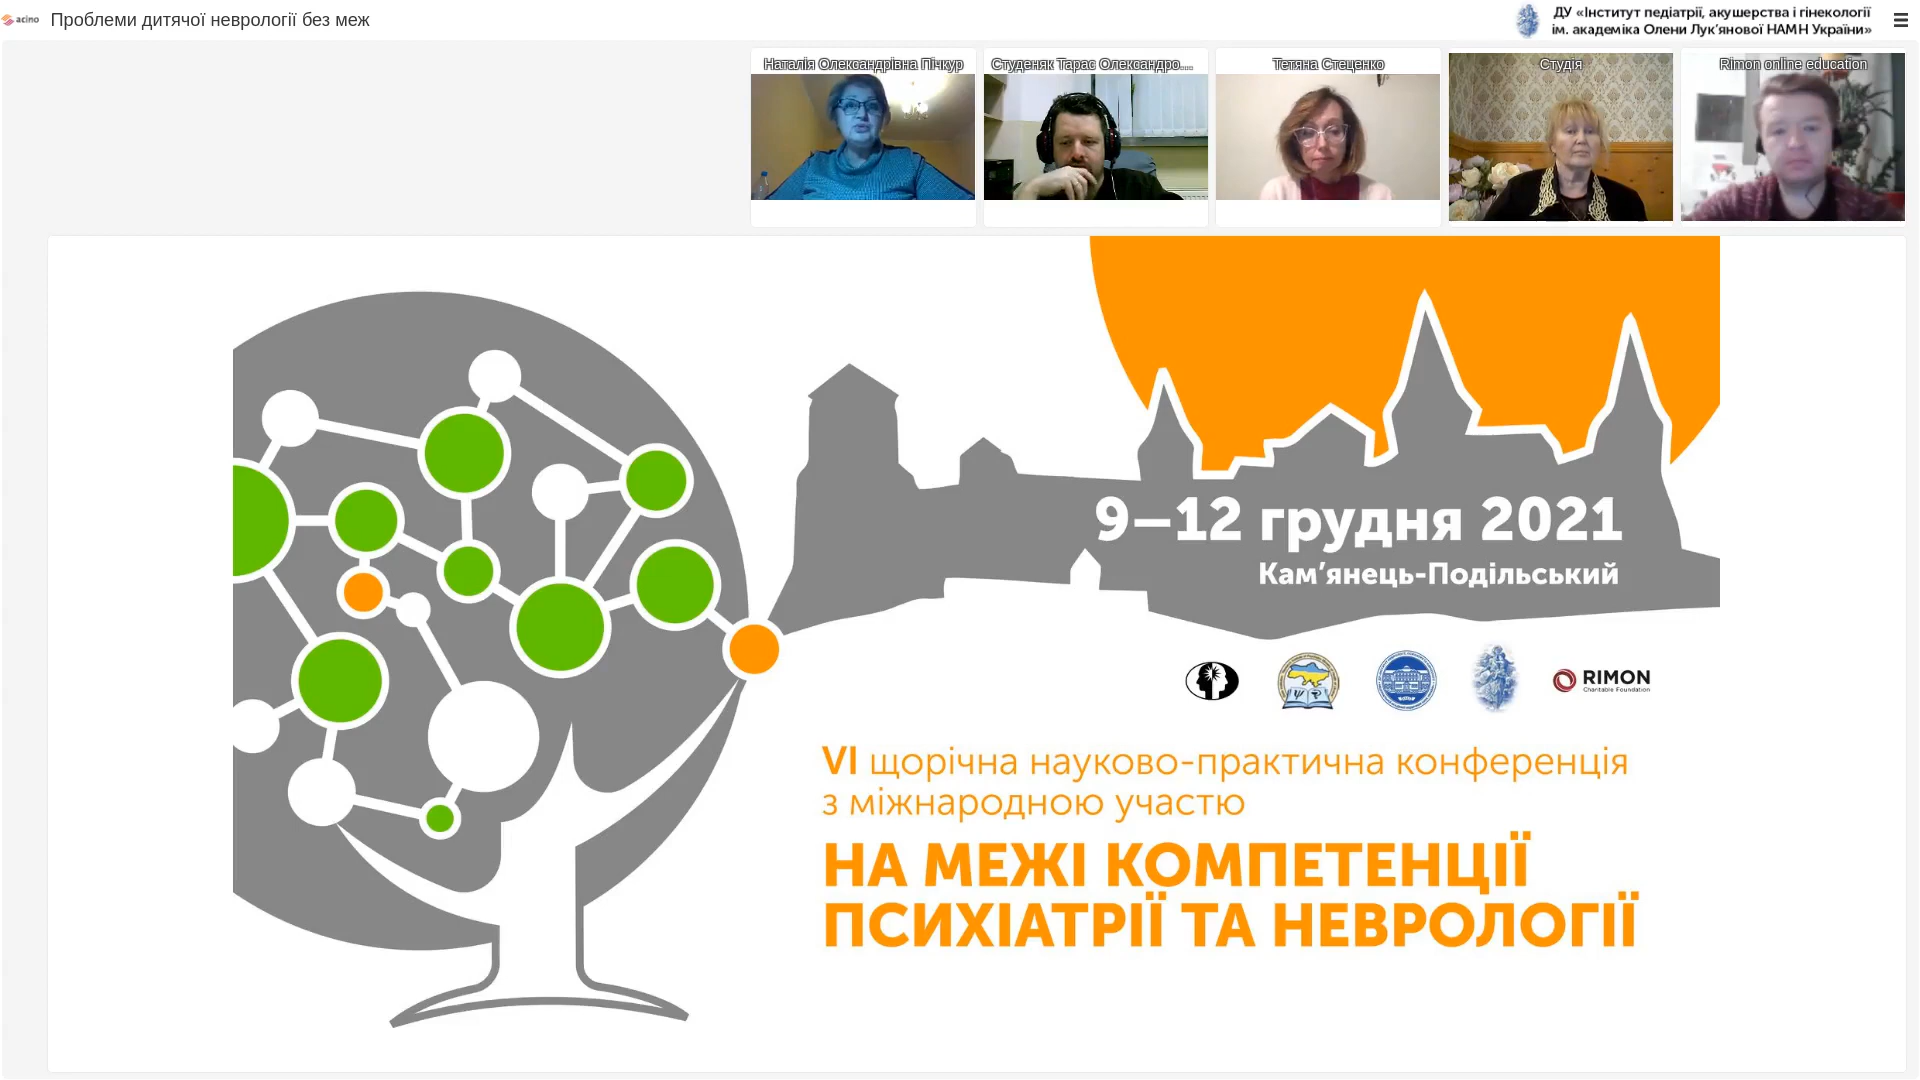 acino
Проблеми дитячої неврології без меж
ДУ «Інститут педіатрії, акушерства і гінекології
ім. академіка Олени Лук’янової НАМН України»
Наталія Олександрівна Пічкур
Студеняк Тарас Олександро...
Тетяна Стеценко
Студія
Rimon online education
9–12 грудня 2021
Кам’янець-Подільський
RIMON
Charitable Foundation
VI щорічна науково-практична конференція
з міжнародною участю
НА МЕЖІ КОМПЕТЕНЦІЇ
ПСИХІАТРІЇ ТА НЕВРОЛОГІЇ